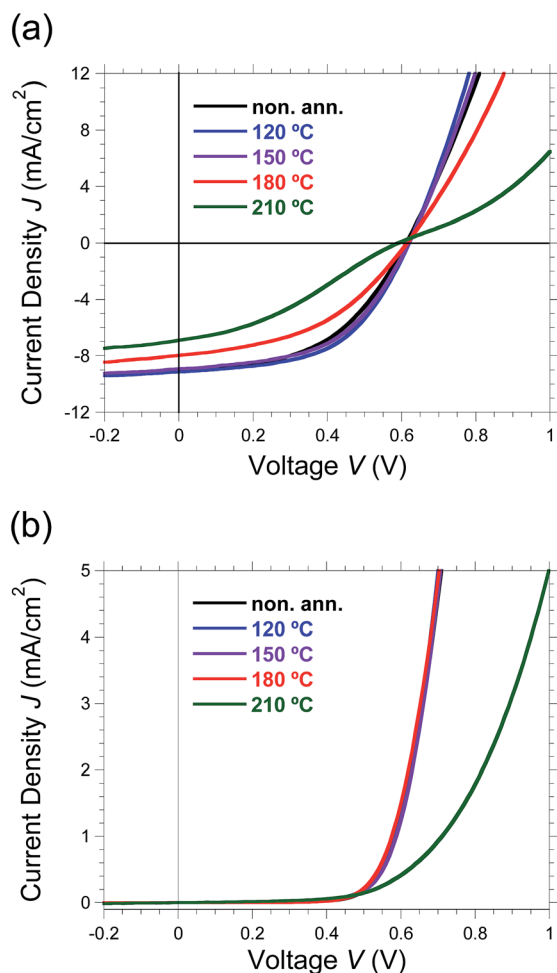 (a)
12
8
4
0
-4
-8
-12
Current Density J (mA/cm²)
non. ann.
120 ºC
150 ºC
180 ºC
210 ºC
-0.2 0 0.2 0.4 0.6 0.8 1
Voltage V (V)
(b)
5
4
3
2
1
0
Current Density J (mA/cm²)
non. ann.
120 ºC
150 ºC
180 ºC
210 ºC
-0.2 0 0.2 0.4 0.6 0.8 1
Voltage V (V)